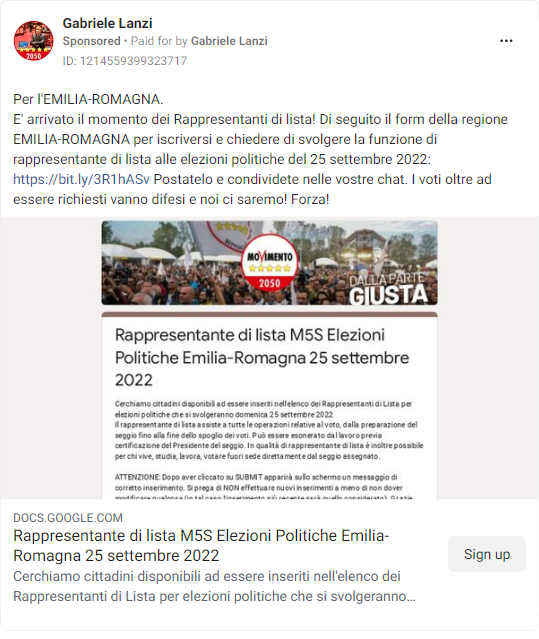 Gabriele Lanzi
Sponsored • Paid for by Gabriele Lanzi
ID: 1214559399323717
2050
Per l'EMILIA-ROMAGNA.
E' arrivato il momento dei Rappresentanti di lista! Di seguito il form della regione
EMILIA-ROMAGNA per iscriversi e chiedere di svolgere la funzione di
rappresentante di lista alle elezioni politiche del 25 settembre 2022:
https://bit.ly/3R1hASv Postatelo e condividete nelle vostre chat. I voti oltre ad
essere richiesti vanno difesi e noi ci saremo! Forza!
MOVIMENTO
2050
DALLA PARTE
GIUSTA
Rappresentante di lista M5S Elezioni
Politiche Emilia-Romagna 25 settembre
2022
Cerchiamo cittadini disponibili ad essere inseriti nell'elenco dei Rappresentanti di Lista per
elezioni politiche che si svolgeranno domenica 25 settembre 2022
Il rappresentante di lista assiste a tutte le operazioni relative al voto, dalla preparazione del
seggio fino alla fine dello spoglio dei voti. Può essere esonerato dal lavoro previa
certificazione del Presidente del seggio. In qualità di rappresentanti di lista è inoltre possibile
per chi vive, studia, lavora, votare fuori sede direttamente dal seggio assegnato.
ATTENZIONE: Dopo aver cliccato su SUBMIT apparirà sullo schermo un messaggio di
corretto inserimento. Si prega di NON effettuare nuovi inserimenti a meno di non dover
modificare qualcosa (in tal caso l'inserimento più recente sarà quello considerato). Grazie
DOCS.GOOGLE.COM
Rappresentante di lista M5S Elezioni Politiche Emilia-
Romagna 25 settembre 2022
Sign up
Cerchiamo cittadini disponibili ad essere inseriti nell'elenco dei
Rappresentanti di Lista per elezioni politiche che si svolgeranno…